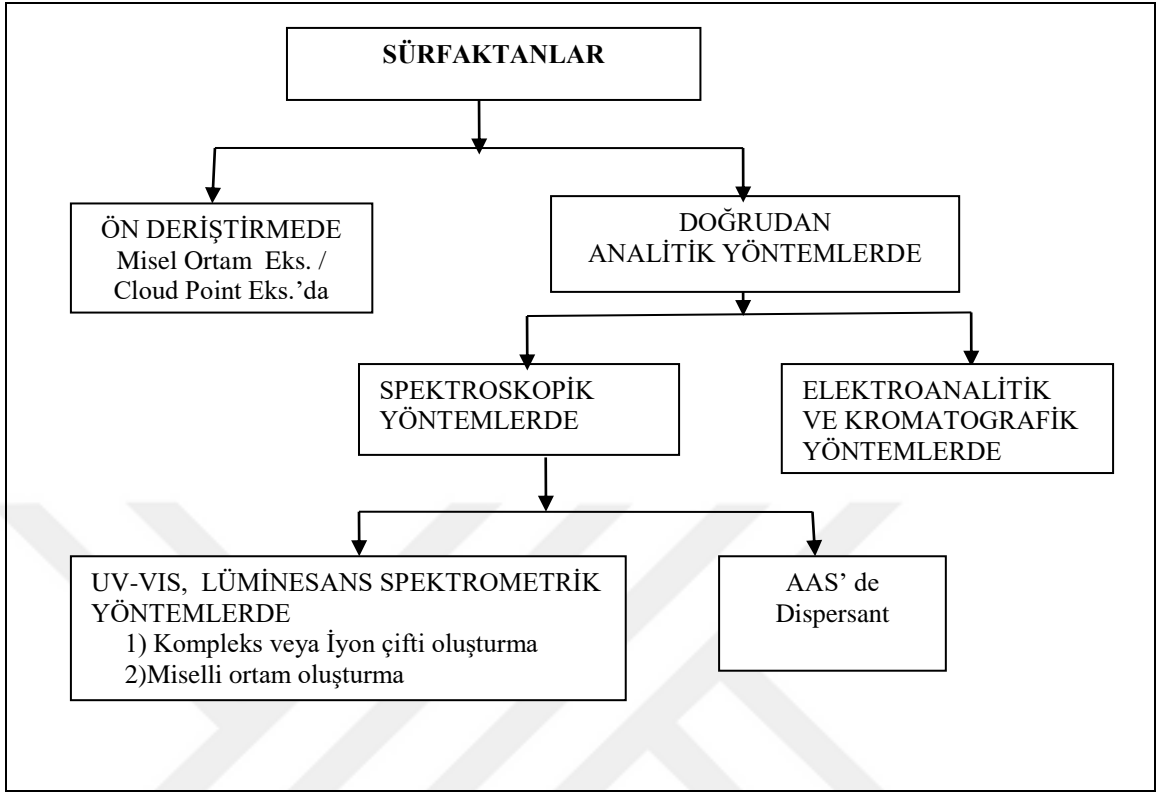 SÜRFAKTANLAR
ÖN DERİŞTİRMEDE
Misel Ortam Eks. /
Cloud Point Eks.’da
DOĞRUDAN
ANALİTİK YÖNTEMLERDE
SPEKTROSKOPİK
YÖNTEMLERDE
ELEKTROANALİTİK
VE KROMATOGRAFİK
YÖNTEMLERDE
UV-VIS, LÜMİNESANS SPEKTROMETRİK
YÖNTEMLERDE
1) Kompleks veya İyon çifti oluşturma
2)Miselli ortam oluşturma
AAS’ de
Dispersant